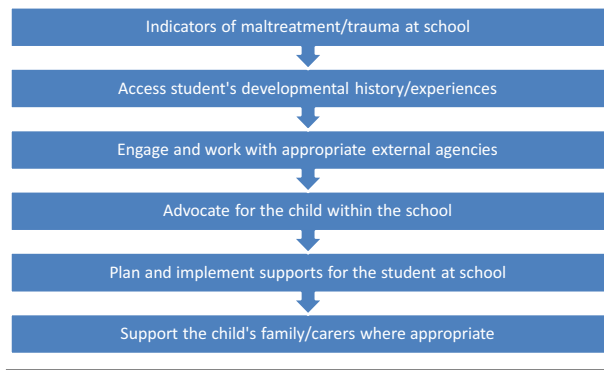 Indicators of maltreatment/trauma at school
Access student's developmental history/experiences
Engage and work with appropriate external agencies
Advocate for the child within the school
Plan and implement supports for the student at school
Support the child's family/carers where appropriate